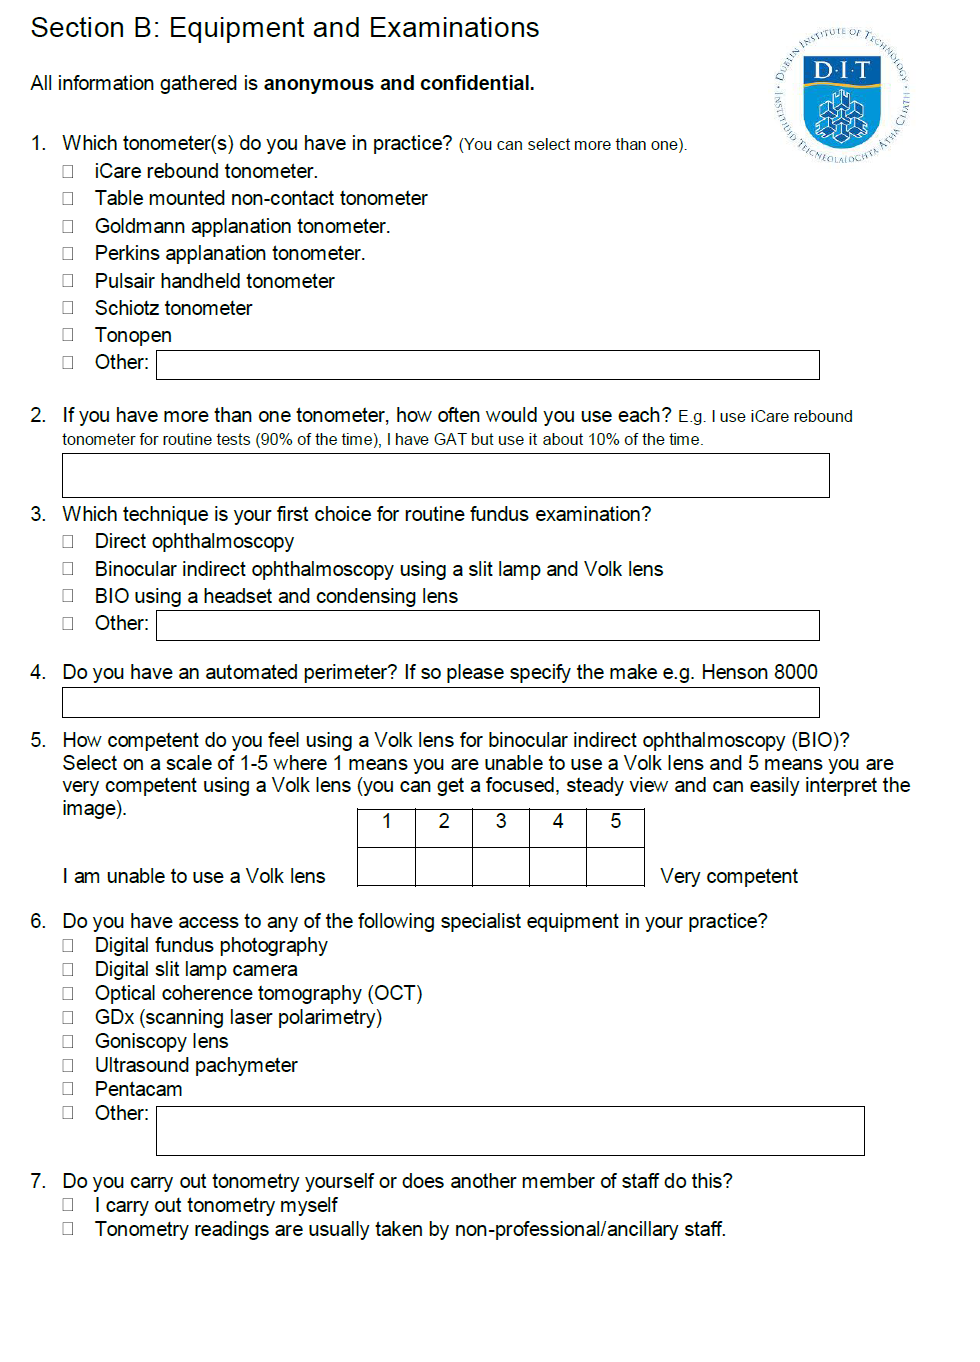 Section B: Equipment and Examinations
DUBLIN INSTITUTE OF TECHNOLOGY
D·I·T
INSTITIÚID TEICNEOLAÍOCHTA ÁTHA CLIATH
All information gathered is anonymous and confidential.
1. Which tonometer(s) do you have in practice? (You can select more than one).
iCare rebound tonometer.
Table mounted non-contact tonometer
Goldmann applanation tonometer.
Perkins applanation tonometer.
Pulsair handheld tonometer
Schiotz tonometer
Tonopen
Other:
2. If you have more than one tonometer, how often would you use each? E.g. I use iCare rebound
tonometer for routine tests (90% of the time), I have GAT but use it about 10% of the time.
3. Which technique is your first choice for routine fundus examination?
Direct ophthalmoscopy
Binocular indirect ophthalmoscopy using a slit lamp and Volk lens
BIO using a headset and condensing lens
Other:
4. Do you have an automated perimeter? If so please specify the make e.g. Henson 8000
5. How competent do you feel using a Volk lens for binocular indirect ophthalmoscopy (BIO)?
Select on a scale of 1-5 where 1 means you are unable to use a Volk lens and 5 means you are
very competent using a Volk lens (you can get a focused, steady view and can easily interpret the
image).
1 2 3 4 5
I am unable to use a Volk lens Very competent
6. Do you have access to any of the following specialist equipment in your practice?
Digital fundus photography
Digital slit lamp camera
Optical coherence tomography (OCT)
GDx (scanning laser polarimetry)
Goniscopy lens
Ultrasound pachymeter
Pentacam
Other:
7. Do you carry out tonometry yourself or does another member of staff do this?
I carry out tonometry myself
Tonometry readings are usually taken by non-professional/ancillary staff.